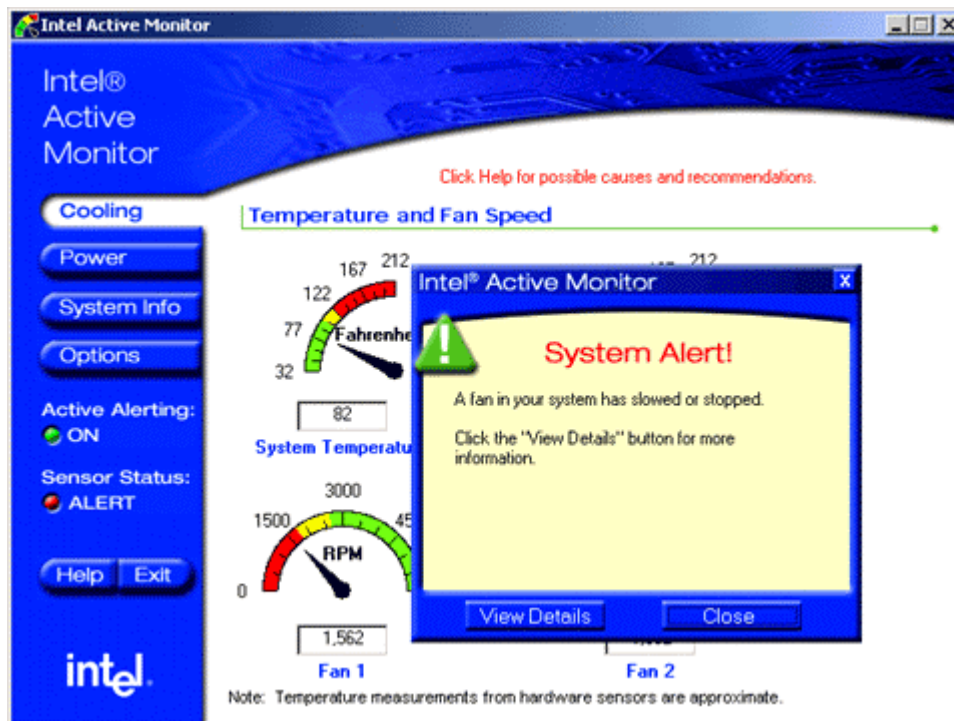 Intel Active Monitor
Intel®
Active
Monitor
Click Help for possible causes and recommendations.
Cooling
Temperature and Fan Speed
Power
System Info
Options
Active Alerting:
ON
Sensor Status:
ALERT
Help Exit
intel.
32 77 122 167 212
82
System
212
Intel® Active Monitor
X
System Alert!
A fan in your system has slowed or stopped.
Click the "View Details" button for more
information.
View Details Close
0 1500 3000
RPM
1,562
Fan 1
Fan 2
Note: Temperature measurements from hardware sensors are approximate.